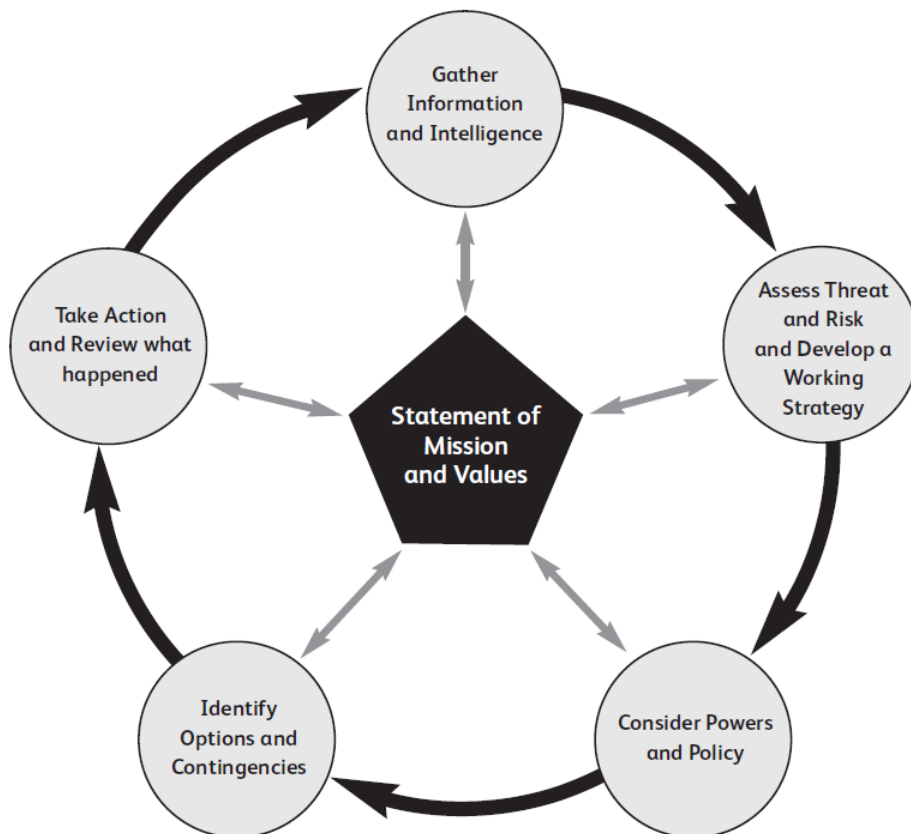 Gather
Information
and Intelligence
Assess Threat
and Risk
and Develop a
Working
Strategy
Take Action
and Review what
happened
Statement of
Mission
and Values
Identify
Options and
Contingencies
Consider Powers
and Policy